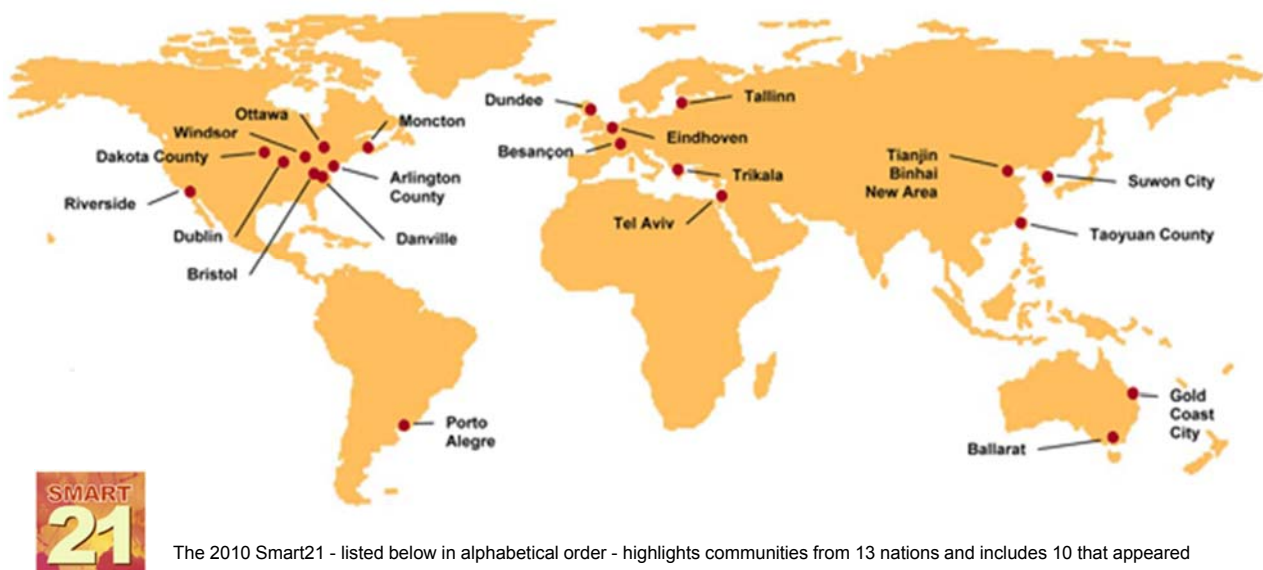 Dundee
Tallinn
Ottawa
Moncton
Windsor
Eindhoven
Dakota County
Besançon
Tianjin
Binhai
New Area
Trikala
Arlington
County
Suwon City
Riverside
Tel Aviv
Dublin
Danville
Taoyuan County
Bristol
Gold
Coast
City
Porto
Alegre
Ballarat
SMART
21
The 2010 Smart21 - listed below in alphabetical order - highlights communities from 13 nations and includes 10 that appeared